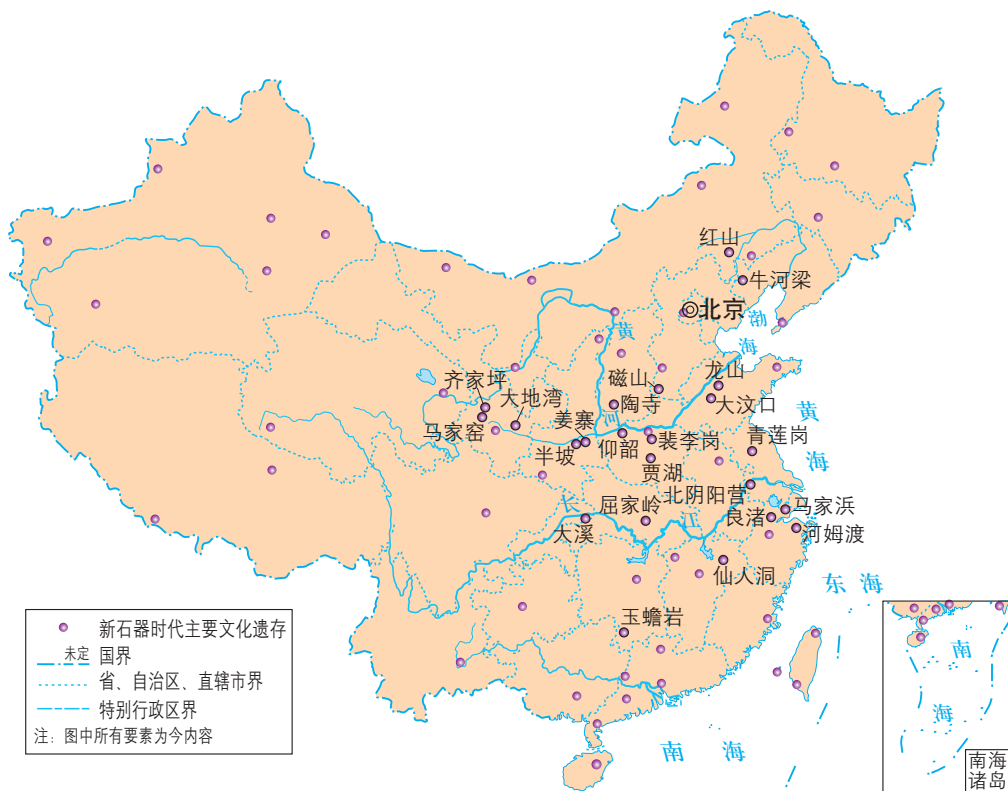 红山
牛河梁
北京
渤
海
黄
河
齐家坪
大地湾
马家窑
磁山
陶寺
龙山
大汶口
黄
海
姜寨
半坡
仰韶
裴李岗
贾湖
青莲岗
北阴阳营
长
江
屈家岭
大溪
良渚
马家浜
河姆渡
仙人洞
东海
玉蟾岩
南海
新石器时代主要文化遗存
未定 国界
省、自治区、直辖市界
特别行政区界
注：图中所有要素为今内容
南
海
南海
诸岛